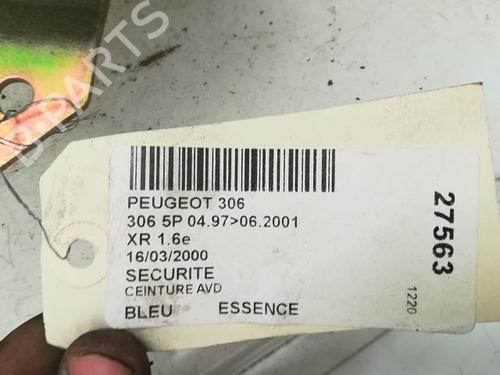 B-PARTS
PEUGEOT 306
306 5P 04.97>06.2001
XR 1.6e
16/03/2000
SECURITE
CEINTURE AVD
BLEU ESSENCE
27563
1220